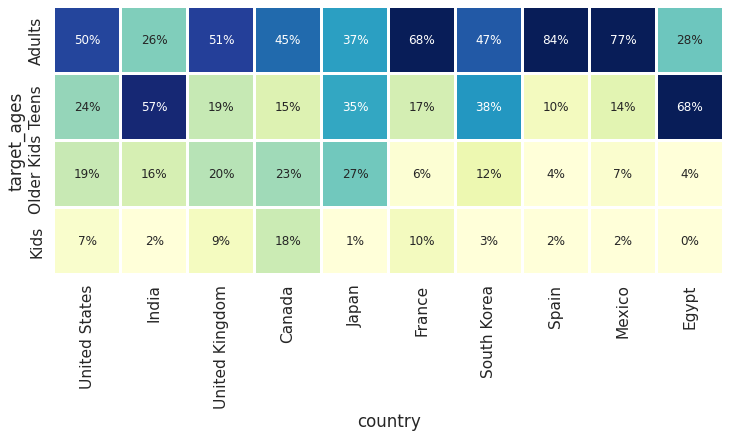 Adults 50% 26% 51% 45% 37% 68% 47% 84% 77% 28%
Teens 24% 57% 19% 15% 35% 17% 38% 10% 14% 68%
Older Kids 19% 16% 20% 23% 27% 6% 12% 4% 7% 4%
Kids 7% 2% 9% 18% 1% 10% 3% 2% 2% 0%
target_ages
United States India United Kingdom Canada Japan France South Korea Spain Mexico Egypt
country